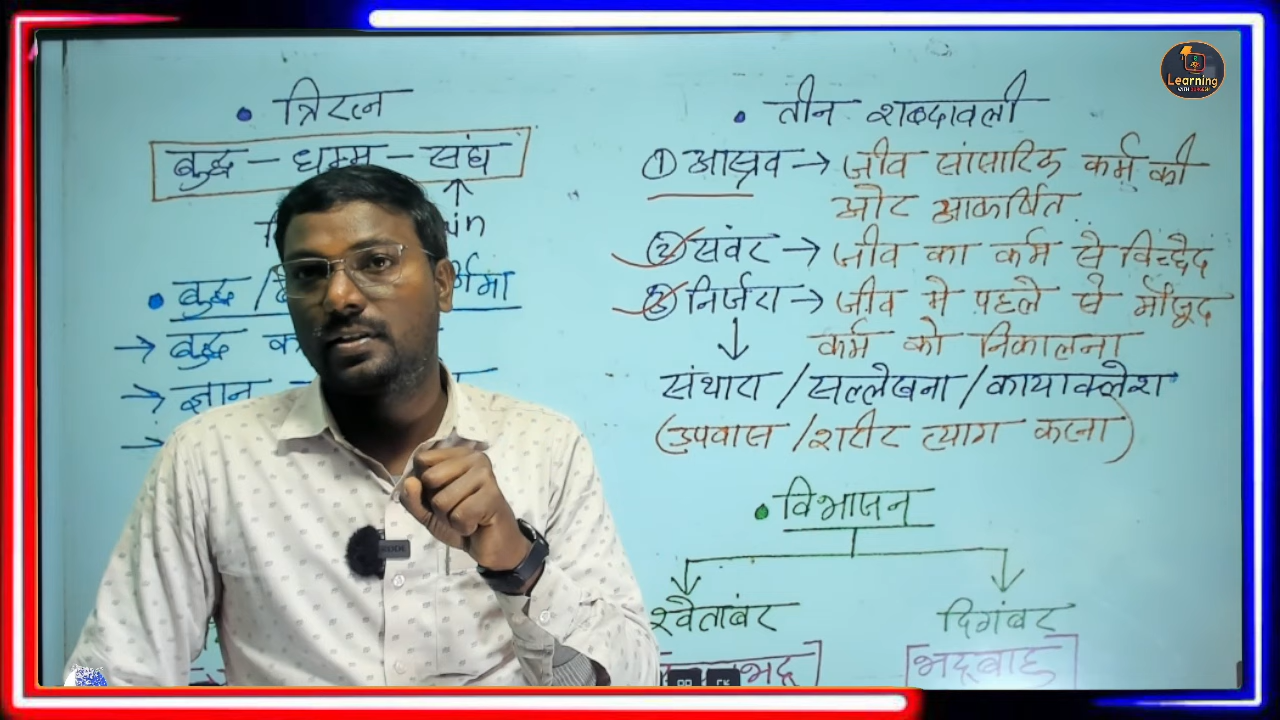 • त्रिरत्न
बुद्ध – धम्म – संघ
• बुद्ध /
→ बुद्ध
→ ज्ञान
→
• तीन शबदावली
① आस्रव → जीव सांसारिक कर्म की
ओर आकर्षित
② संवर → जीव का कर्म से विच्छेद
③ निर्जरा → जीव मे पहले से मौजूद
कर्म को निकालना
संथारा /सल्लेखना /कायाक्लेश
(उपवास /शरीर त्याग करना)
• विभाजन
श्वेतांबर दिगंबर
भद्रबाहु
Learning